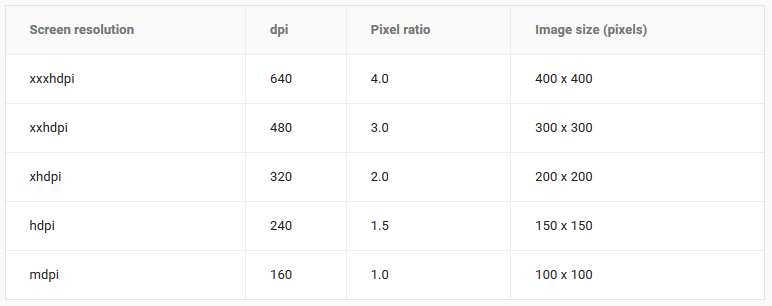 Screen resolution dpi Pixel ratio Image size (pixels)
xxxhdpi 640 4.0 400 x 400
xxhdpi 480 3.0 300 x 300
xhdpi 320 2.0 200 x 200
hdpi 240 1.5 150 x 150
mdpi 160 1.0 100 x 100